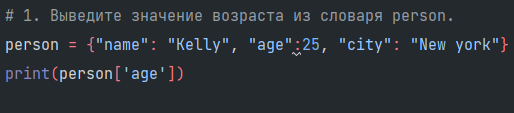 # 1. Выведите значение возраста из словаря person.
person = {"name": "Kelly", "age":25, "city": "New york"}
print(person['age'])